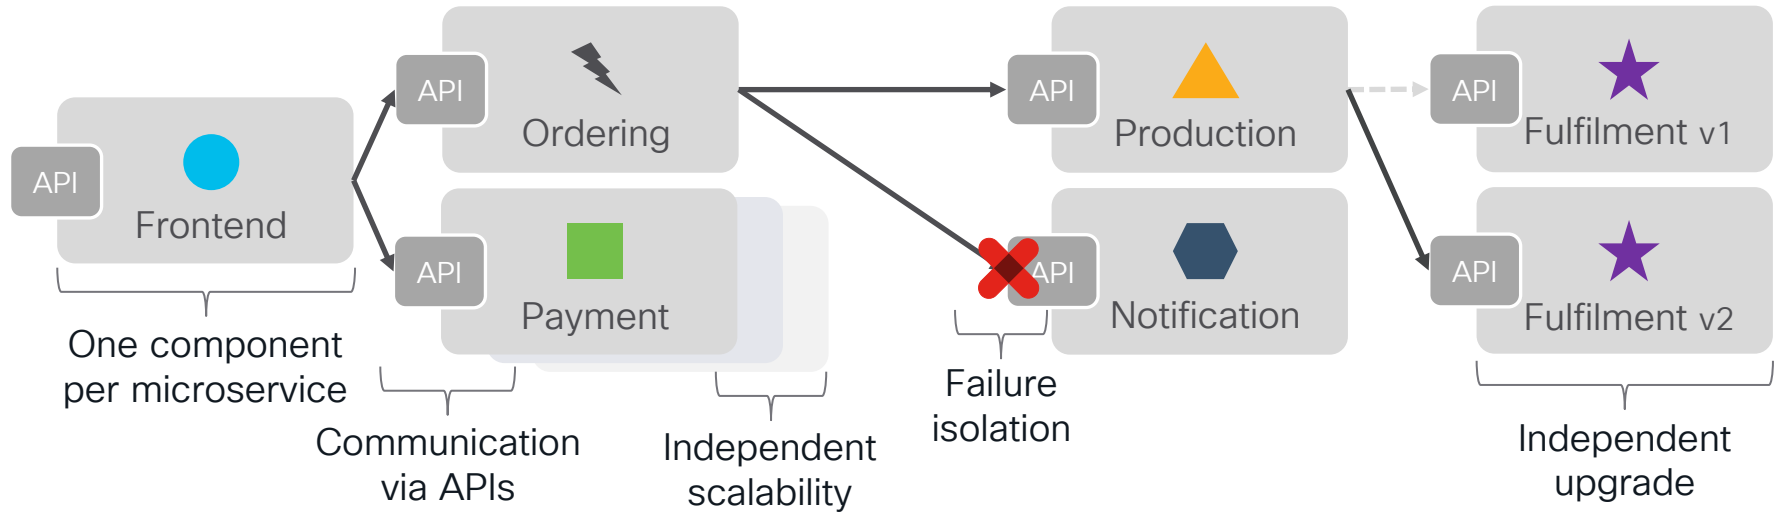 API
Frontend
One component
per microservice
API
Ordering
API
Payment
Communication
via APIs
Independent
scalability
API
Production
API
Notification
Failure
isolation
API
Fulfilment v1
API
Fulfilment v2
Independent
upgrade